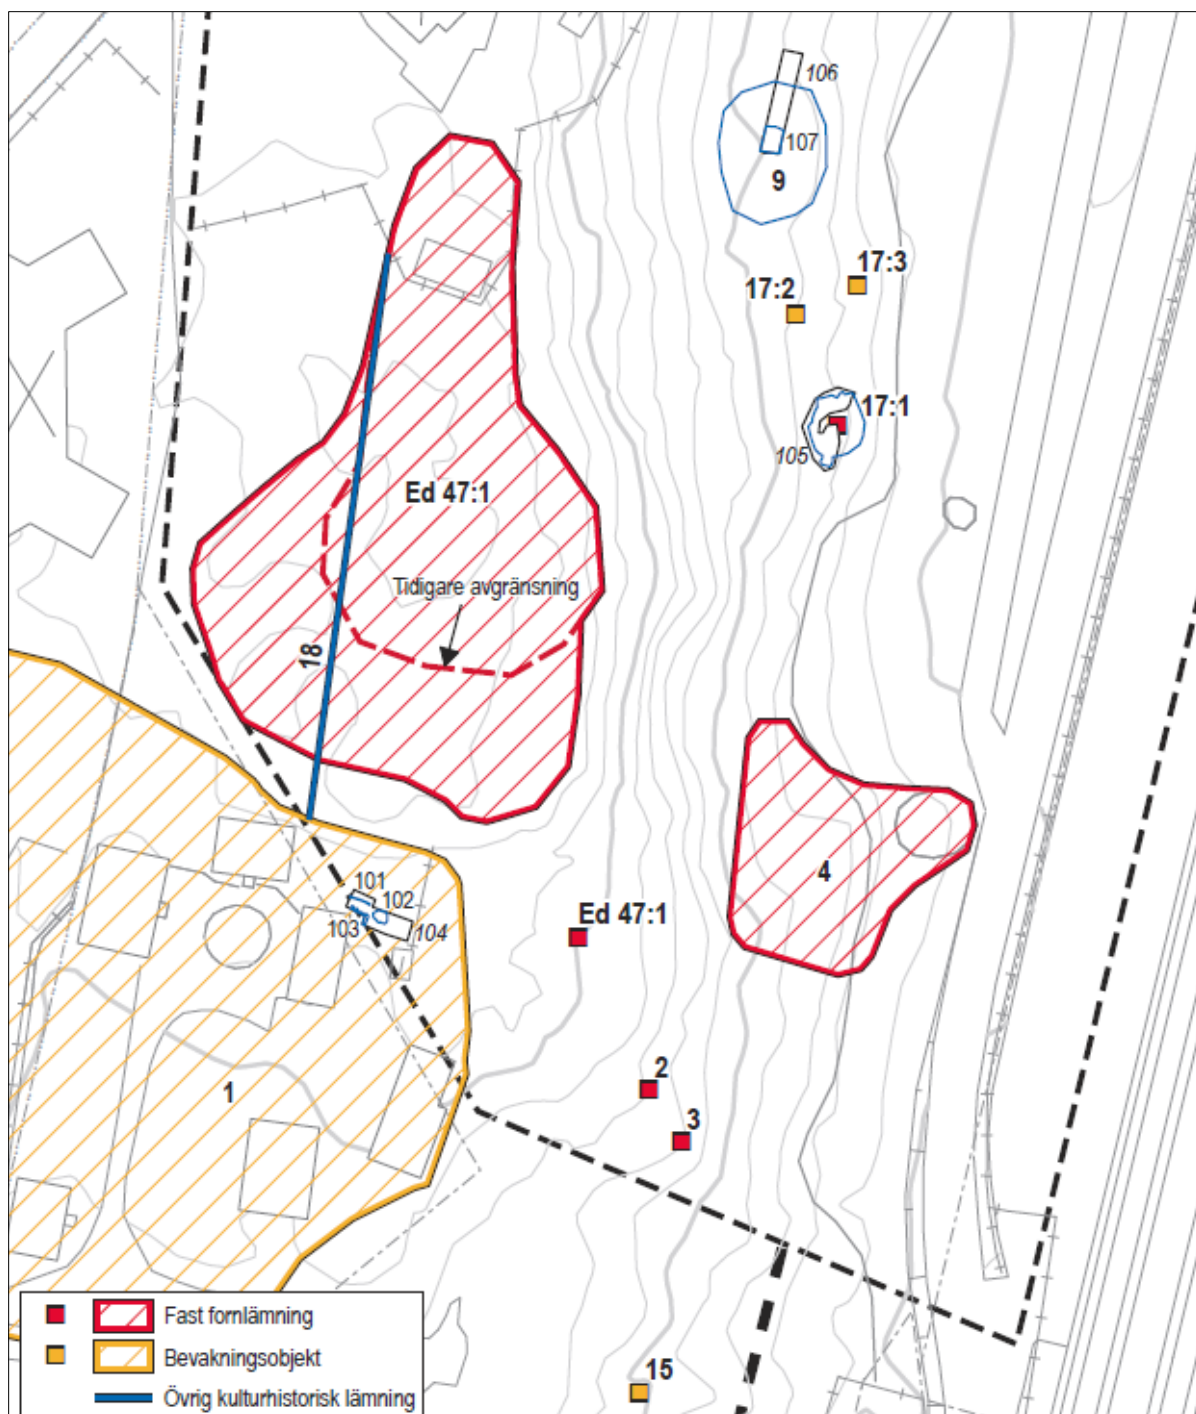 106
107
9
17:3
17:2
17:1
105
Ed 47:1
Tidigare avgränsning
18
4
101
102
103
104
Ed 47:1
1
2
3
15
Fast fornlämning
Bevakningsobjekt
Övrig kulturhistorisk lämning